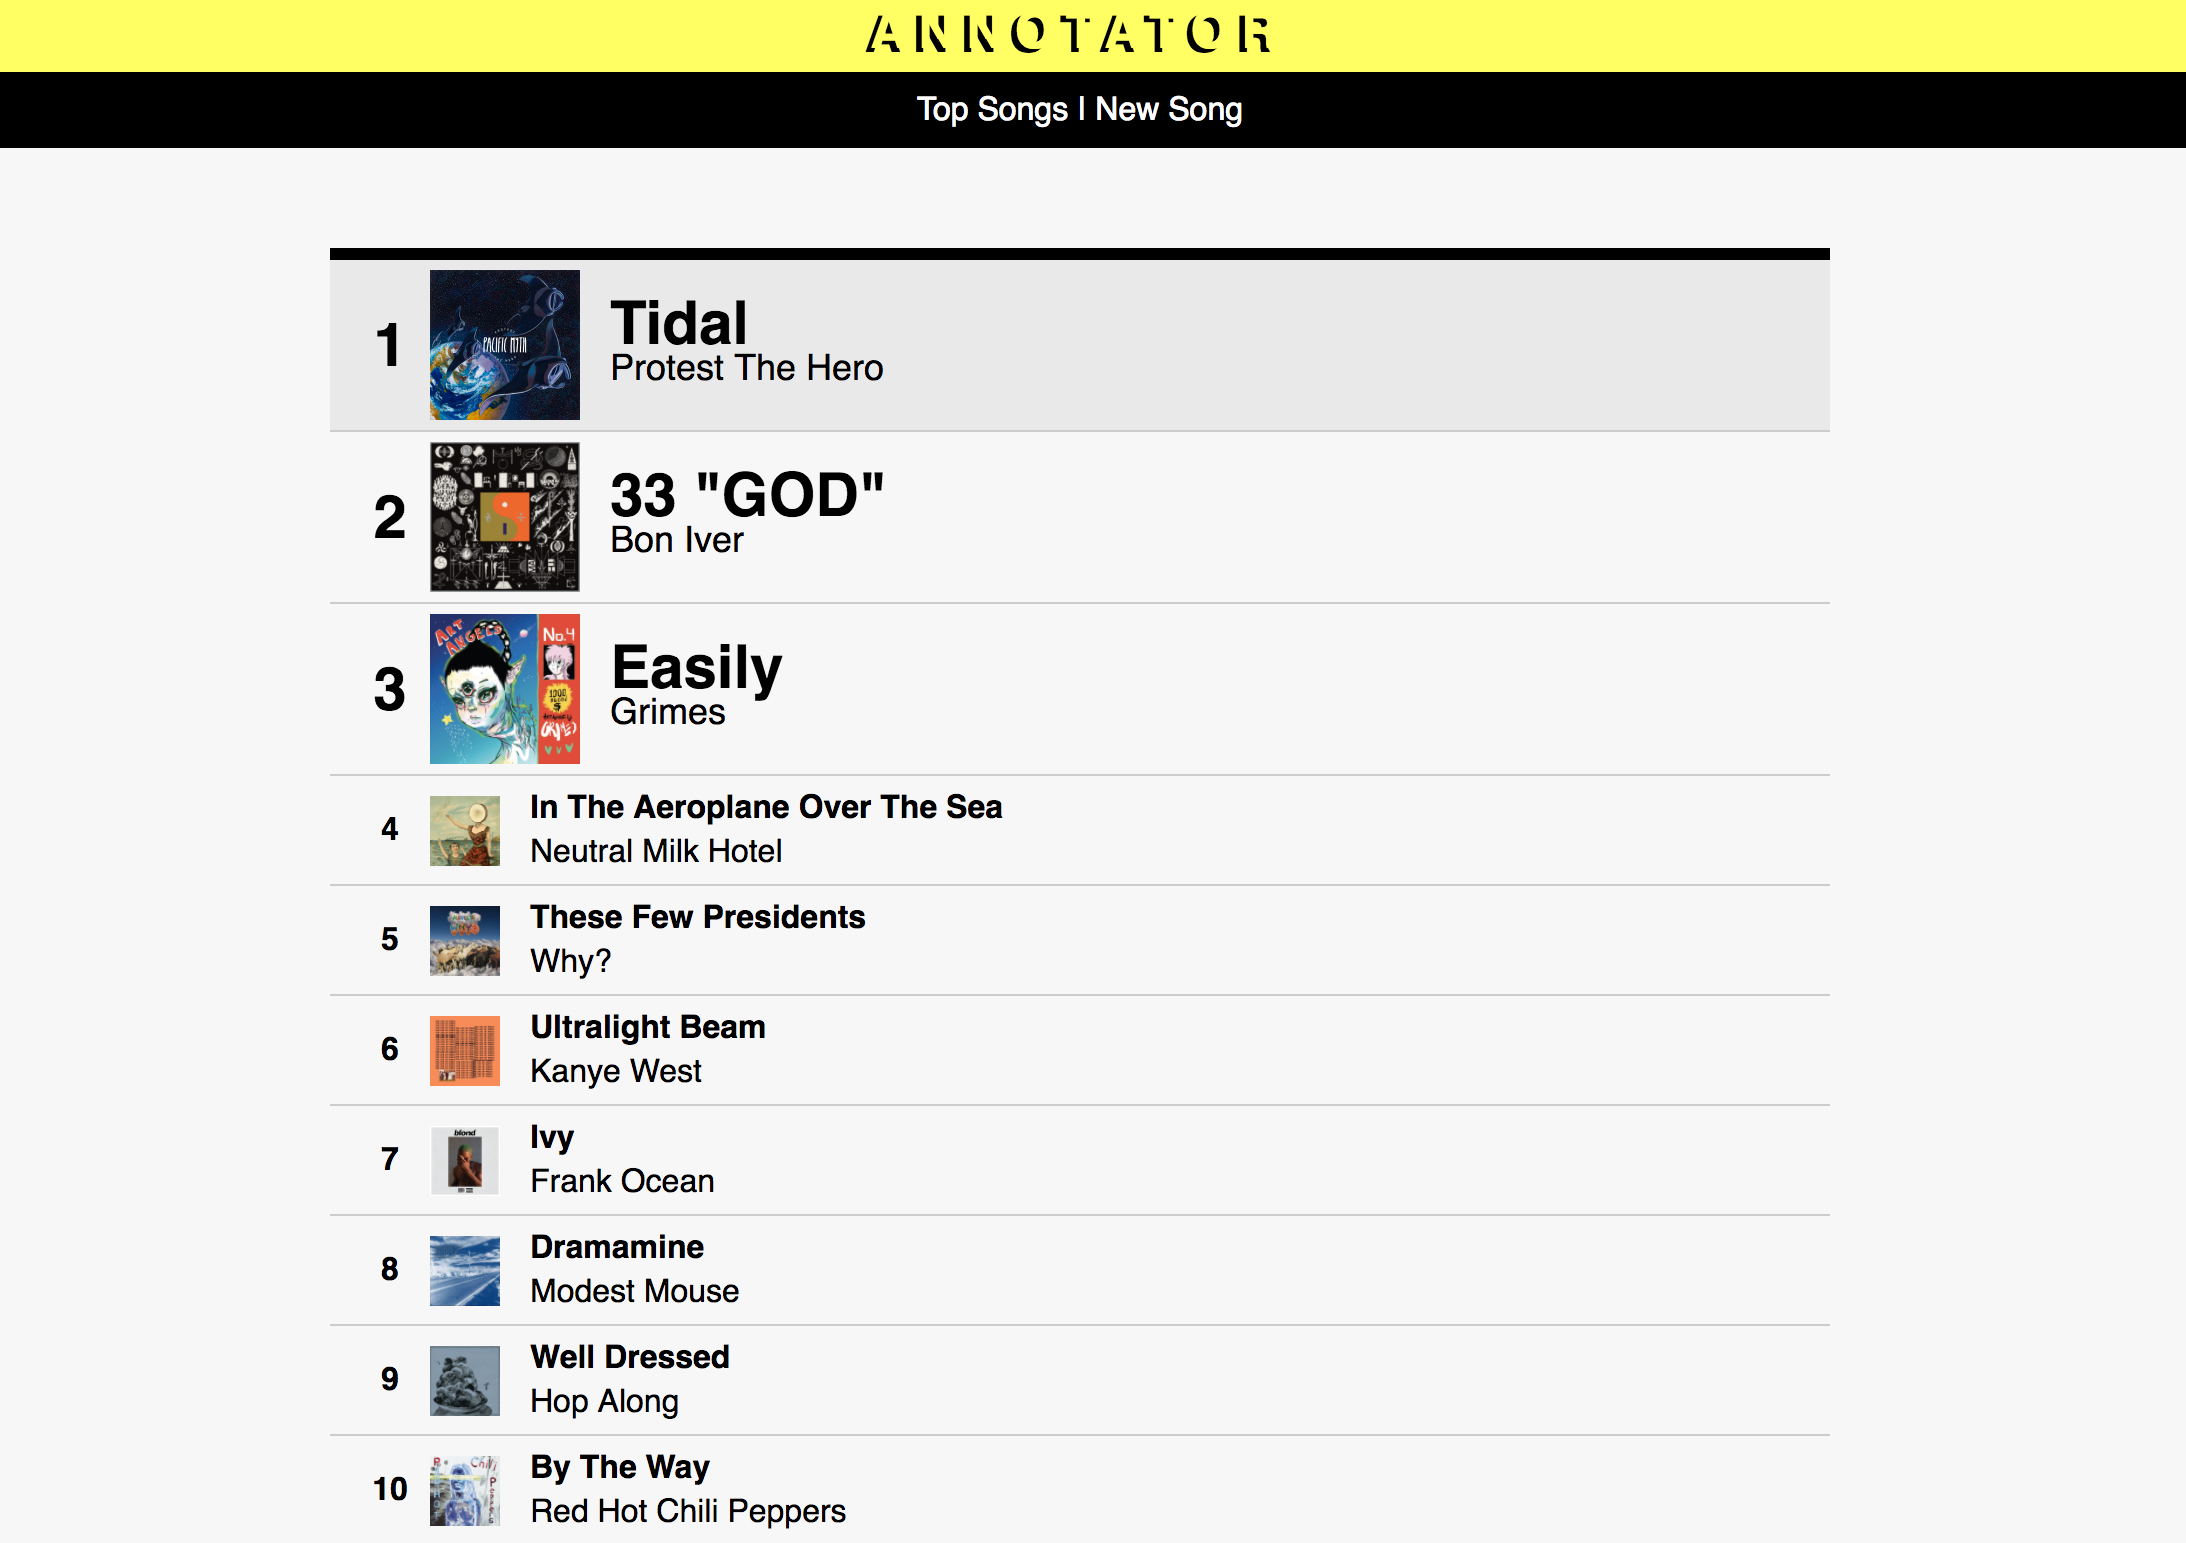 ANNOTATOR
Top Songs | New Song
1
PACIFIC MYTH
Tidal
Protest The Hero
2
33 "GOD"
Bon Iver
3
ART ANGELS
No.4
GRIMES
Easily
Grimes
4
In The Aeroplane Over The Sea
Neutral Milk Hotel
5
These Few Presidents
Why?
6
Ultralight Beam
Kanye West
7
blond
Ivy
Frank Ocean
8
Dramamine
Modest Mouse
9
Well Dressed
Hop Along
10
Chili
By The Way
Red Hot Chili Peppers